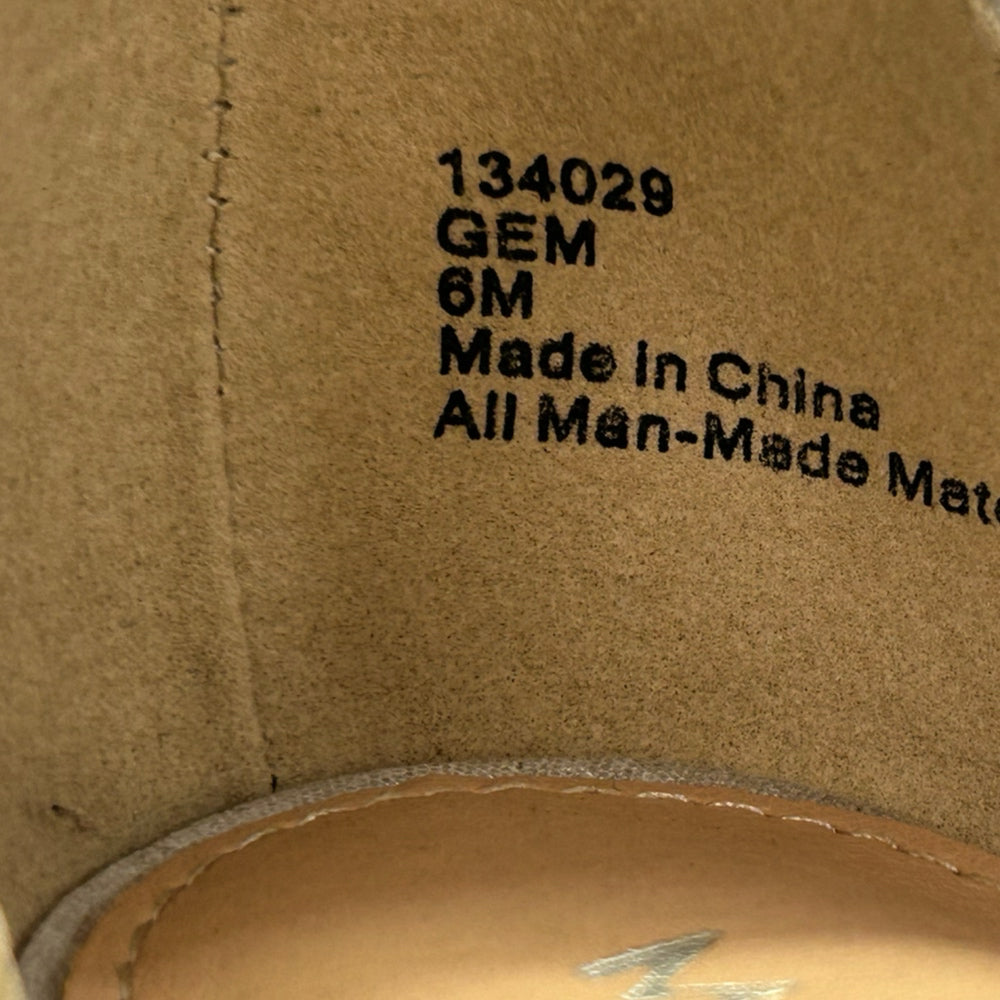 134029
GEM
6M
Made in China
All Man-Made